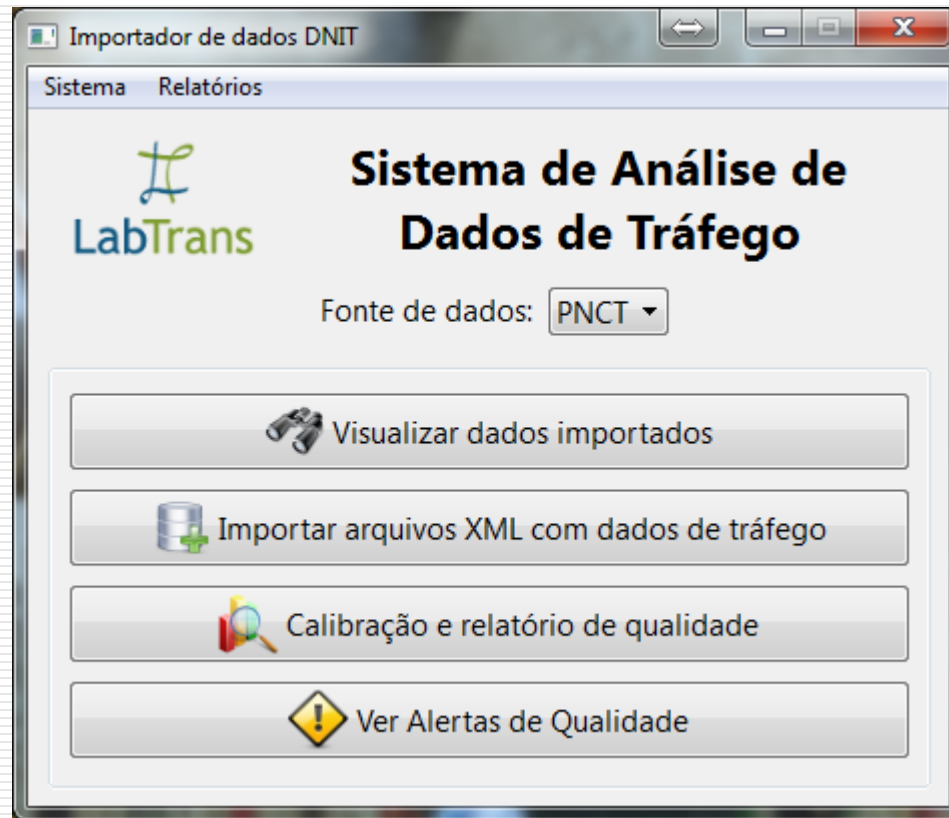 Importador de dados DNIT
Sistema Relatórios
LabTrans
Sistema de Análise de
Dados de Tráfego
Fonte de dados: PNCT
Visualizar dados importados
Importar arquivos XML com dados de tráfego
Calibração e relatório de qualidade
Ver Alertas de Qualidade